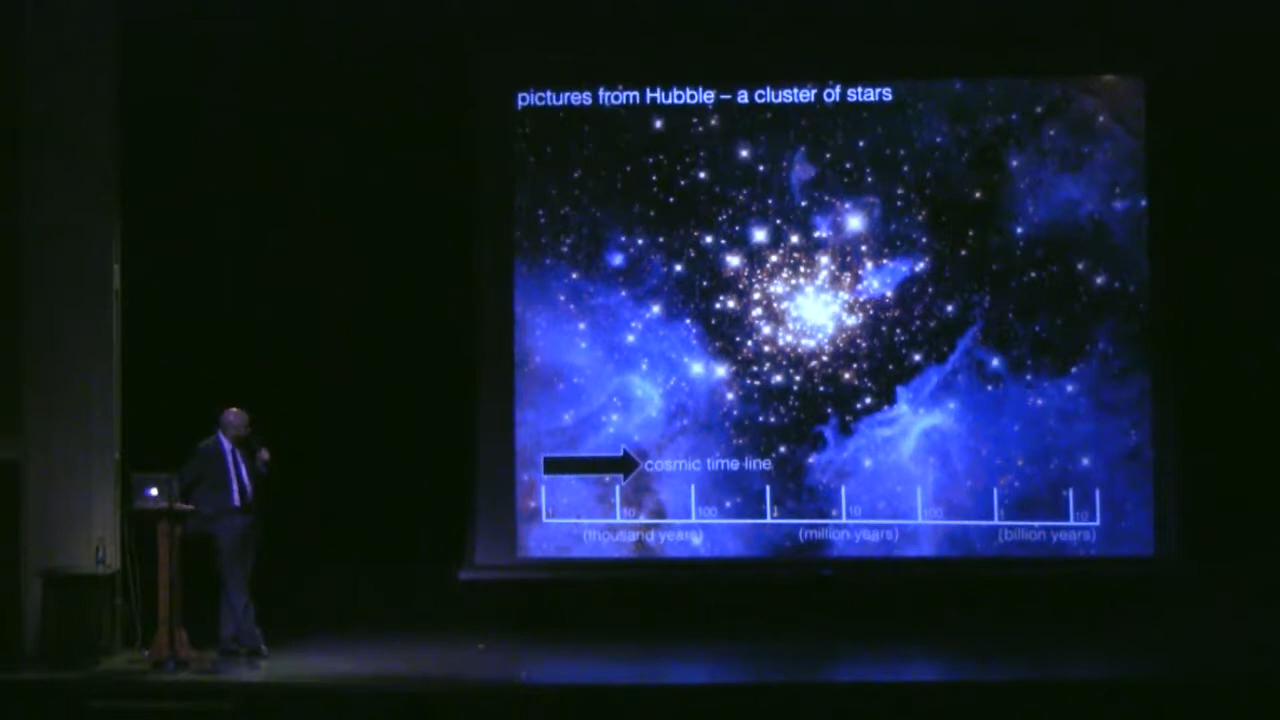 pictures from Hubble – a cluster of stars
cosmic time line
1 10 100 1 10 100 1 10
(thousand years) (million years) (billion years)